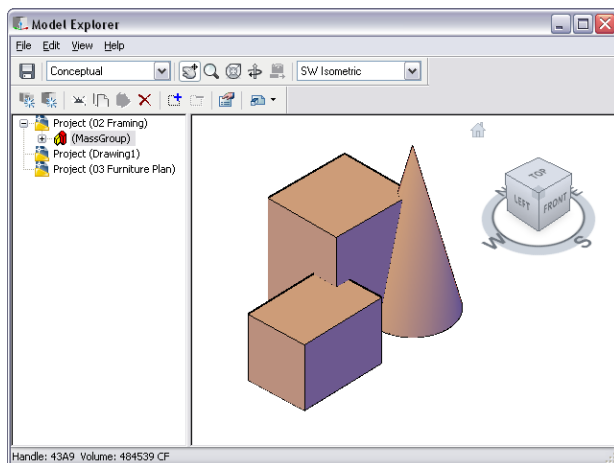 Model Explorer
File Edit View Help
Conceptual SW Isometric
Project (02 Framing)
(MassGroup)
Project (Drawing1)
Project (03 Furniture Plan)
TOP
LEFT FRONT
W S
Handle: 43A9 Volume: 484539 CF